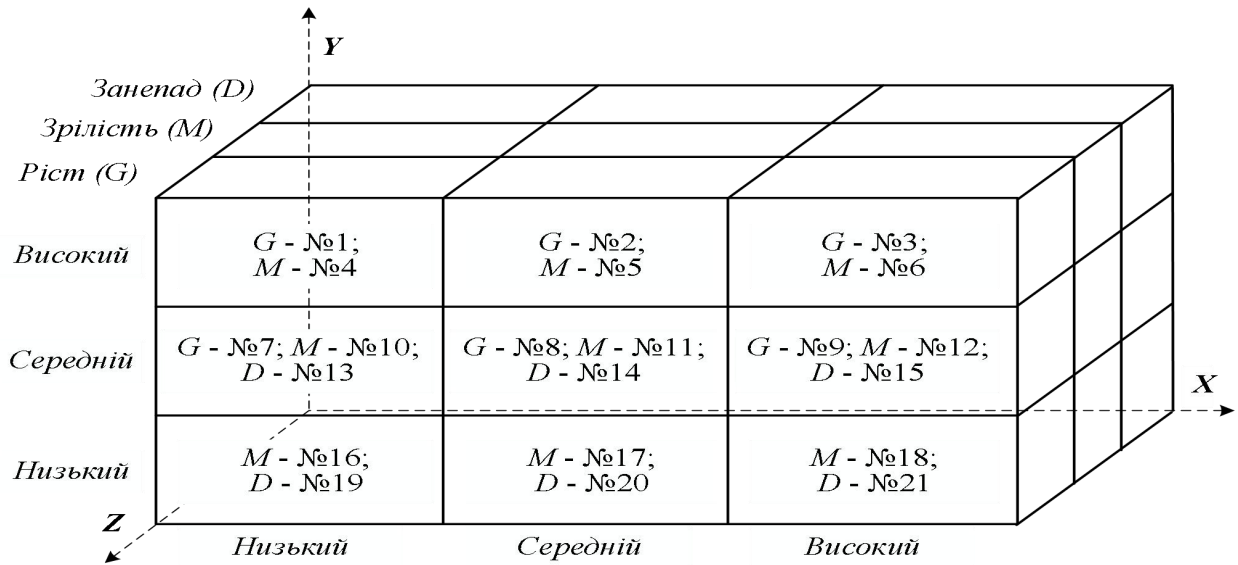 Y
Занепад (D)
Зрілість (M)
Ріст (G)
Високий
G - №1;
M - №4
G - №2;
M - №5
G - №3;
M - №6
Середній
G - №7; M - №10;
D - №13
G - №8; M - №11;
D - №14
G - №9; M - №12;
D - №15
X
Низький
M - №16;
D - №19
M - №17;
D - №20
M - №18;
D - №21
Z
Низький
Середній
Високий